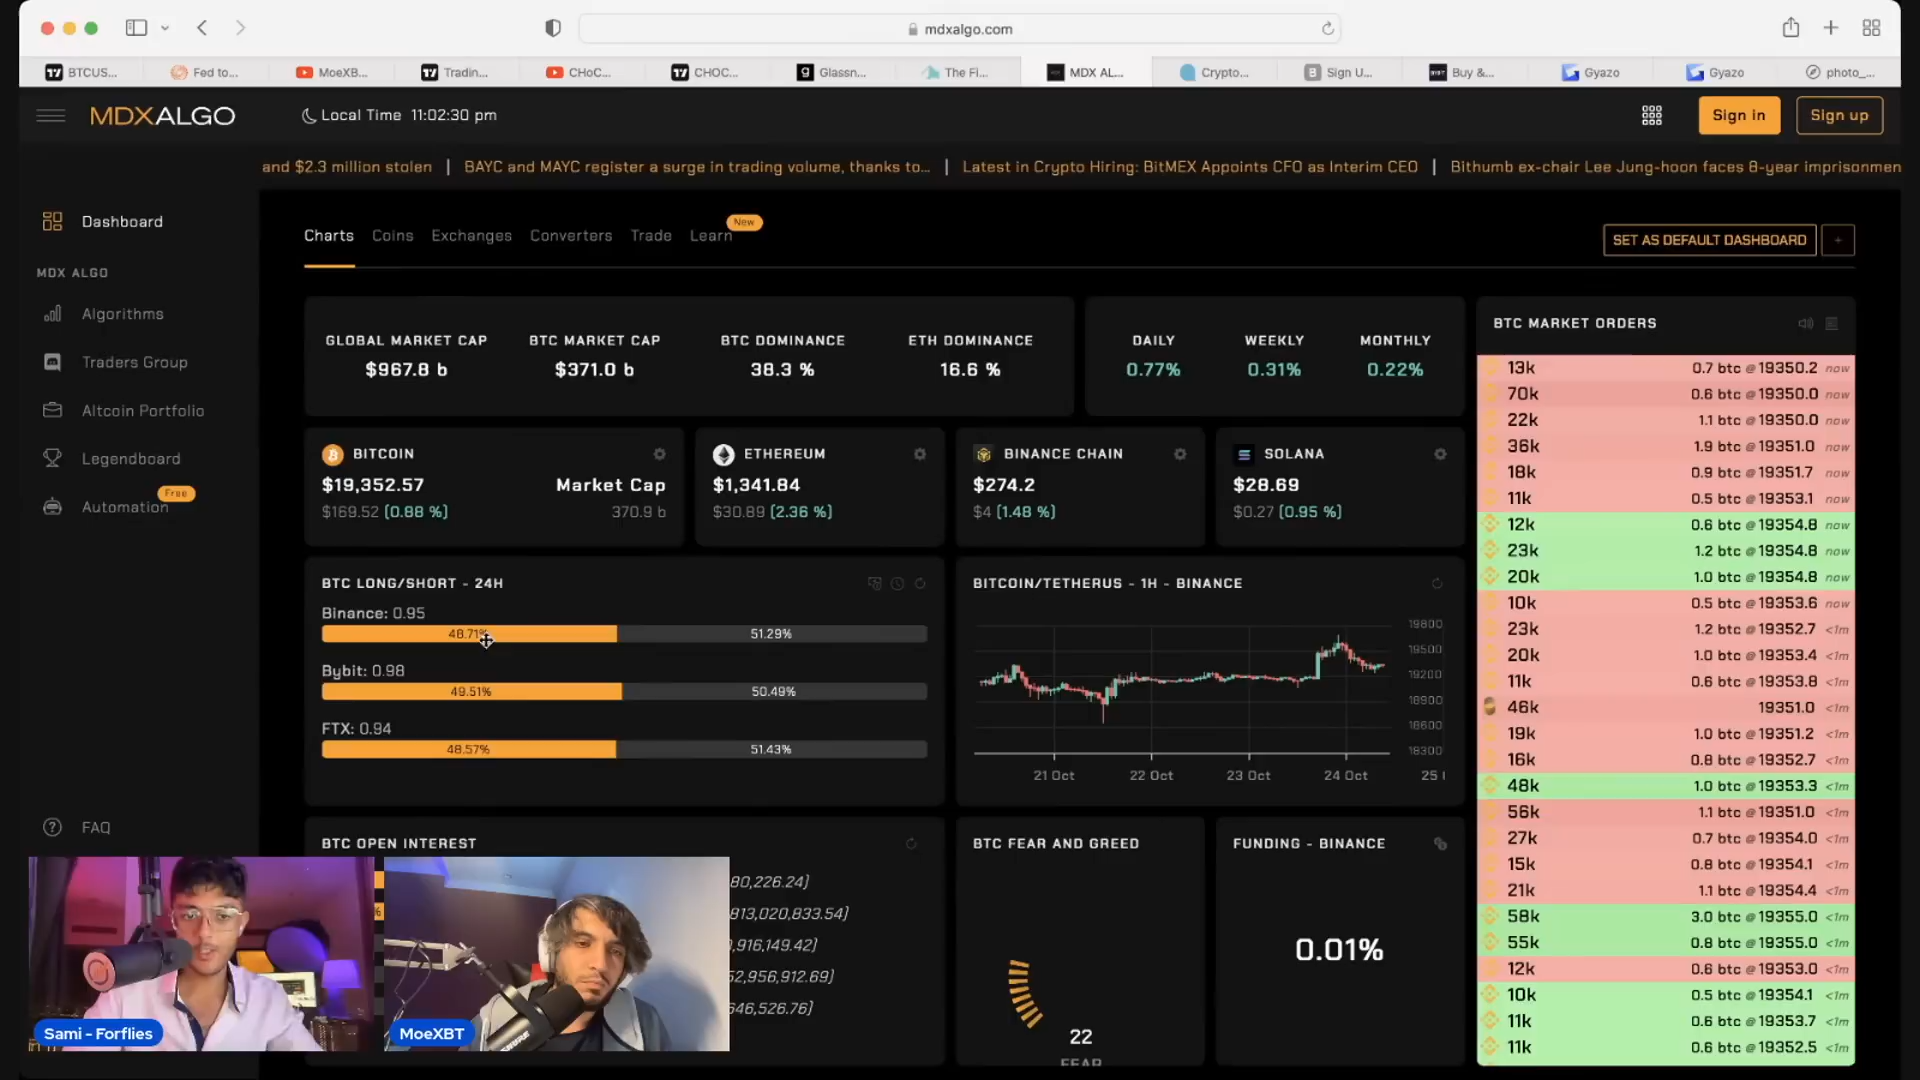 mdxalgo.com
BTCUS...
Fed to...
MoeXB...
Tradin...
CHoC...
CHOC...
Glassn...
The Fi...
MDX AL...
Crypto...
Sign U...
Buy &...
Gyazo
Gyazo
photo_...
MDXALGO
Local Time 11:02:30 pm
Sign in
Sign up
and $2.3 million stolen | BAYC and MAYC register a surge in trading volume, thanks to... | Latest in Crypto Hiring: BitMEX Appoints CFO as Interim CEO | Bithumb ex-chair Lee Jung-hoon faces 8-year imprisonmen
Dashboard
MDX ALGO
Algorithms
Traders Group
Altcoin Portfolio
Legendboard
Automation
Free
FAQ
Charts
Coins
Exchanges
Converters
Trade
Learn
New
SET AS DEFAULT DASHBOARD
+
GLOBAL MARKET CAP
$967.8 b
BTC MARKET CAP
$371.0 b
BTC DOMINANCE
38.3 %
ETH DOMINANCE
16.6 %
DAILY
0.77%
WEEKLY
0.31%
MONTHLY
0.22%
BITCOIN
$19,352.57
$169.52 (0.88 %)
Market Cap
370.9 b
ETHEREUM
$1,341.84
$30.89 (2.36 %)
BINANCE CHAIN
$274.2
$4 (1.48 %)
SOLANA
$28.69
$0.27 (0.95 %)
BTC LONG/SHORT - 24H
Binance: 0.95
48.71%
51.29%
Bybit: 0.98
49.51%
50.49%
FTX: 0.94
48.57%
51.43%
BITCOIN/TETHERUS - 1H - BINANCE
19800
19500
19200
18900
18600
18300
21 Oct
22 Oct
23 Oct
24 Oct
25
BTC OPEN INTEREST
80,226.24)
813,020,833.54)
,916,149.42)
52,956,912.69)
646,526.76)
BTC FEAR AND GREED
22
FEAR
FUNDING - BINANCE
0.01%
BTC MARKET ORDERS
13k 0.7 btc @ 19350.2 now
70k 0.6 btc @ 19350.0 now
22k 1.1 btc @ 19350.0 now
36k 1.9 btc @ 19351.0 now
18k 0.9 btc @ 19351.7 now
11k 0.5 btc @ 19353.1 now
12k 0.6 btc @ 19354.8 now
23k 1.2 btc @ 19354.8 now
20k 1.0 btc @ 19354.8 now
10k 0.5 btc @ 19353.6 now
23k 1.2 btc @ 19352.7 <1m
20k 1.0 btc @ 19353.4 <1m
11k 0.6 btc @ 19353.8 <1m
46k 19351.0 <1m
19k 1.0 btc @ 19351.2 <1m
16k 0.8 btc @ 19352.7 <1m
48k 1.0 btc @ 19353.3 <1m
56k 1.1 btc @ 19351.0 <1m
27k 0.7 btc @ 19354.0 <1m
15k 0.8 btc @ 19354.1 <1m
21k 1.1 btc @ 19354.4 <1m
58k 3.0 btc @ 19355.0 <1m
55k 0.8 btc @ 19355.0 <1m
12k 0.6 btc @ 19353.0 <1m
10k 0.5 btc @ 19354.1 <1m
11k 0.6 btc @ 19353.7 <1m
11k 0.6 btc @ 19352.5 <1m
Sami - Forflies
MoeXBT